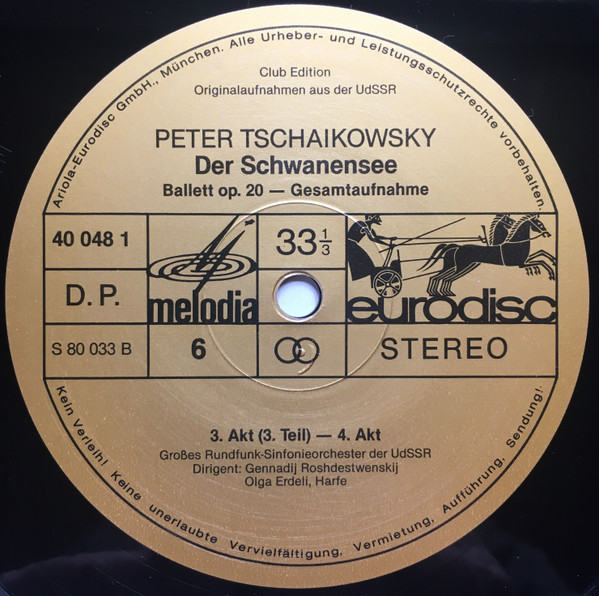 Ariola-Eurodisc GmbH., München. Alle Urheber- und Leistungsschutzrechte vorbehalten.
Club Edition
Originalaufnahmen aus der UdSSR
PETER TSCHAIKOWSKY
Der Schwanensee
Ballett op. 20 — Gesamtaufnahme
40 048 1
melodia
33 1/3
eurodisc
D. P.
S 80 033 B
6
STEREO
3. Akt (3. Teil) — 4. Akt
Großes Rundfunk-Sinfonieorchester der UdSSR
Dirigent: Gennadij Roshdestwenskij
Olga Erdeli, Harfe
Kein Verleih! Keine unerlaubte Vervielfältigung, Vermietung, Aufführung, Sendung!